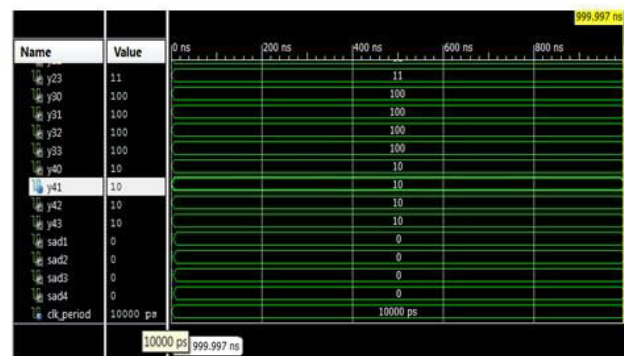 999.997 ns
Name Value 0 ns 200 ns 400 ns 600 ns 800 ns
y23 11 11
y30 100 100
y31 100 100
y32 100 100
y33 100 100
y40 10 10
y41 10 10
y42 10 10
y43 10 10
sad1 0 0
sad2 0 0
sad3 0 0
sad4 0 0
clk_period 10000 ps 10000 ps
10000 ps 999.997 ns